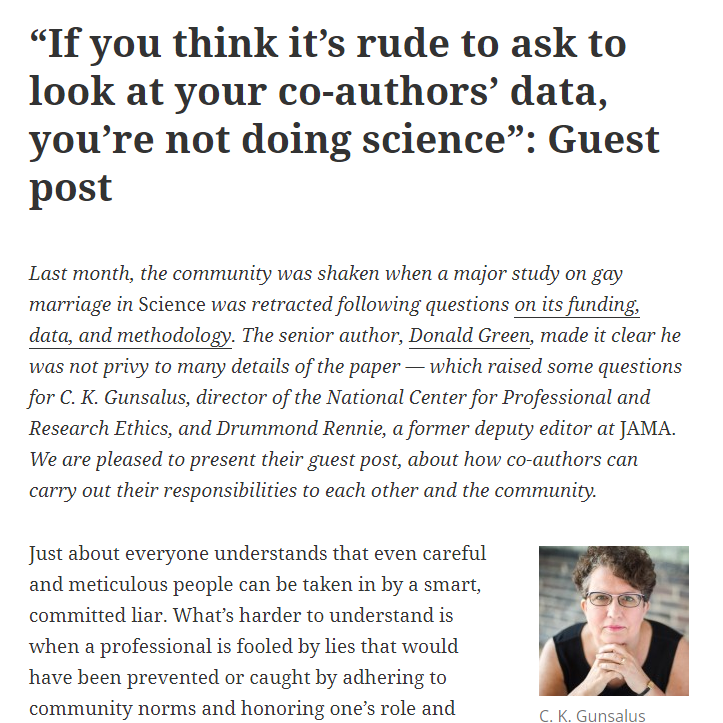 “If you think it’s rude to ask to
look at your co-authors’ data,
you’re not doing science”: Guest
post
Last month, the community was shaken when a major study on gay
marriage in Science was retracted following questions on its funding,
data, and methodology. The senior author, Donald Green, made it clear he
was not privy to many details of the paper — which raised some questions
for C. K. Gunsalus, director of the National Center for Professional and
Research Ethics, and Drummond Rennie, a former deputy editor at JAMA.
We are pleased to present their guest post, about how co-authors can
carry out their responsibilities to each other and the community.
Just about everyone understands that even careful
and meticulous people can be taken in by a smart,
committed liar. What’s harder to understand is
when a professional is fooled by lies that would
have been prevented or caught by adhering to
community norms and honoring one’s role and
C. K. Gunsalus